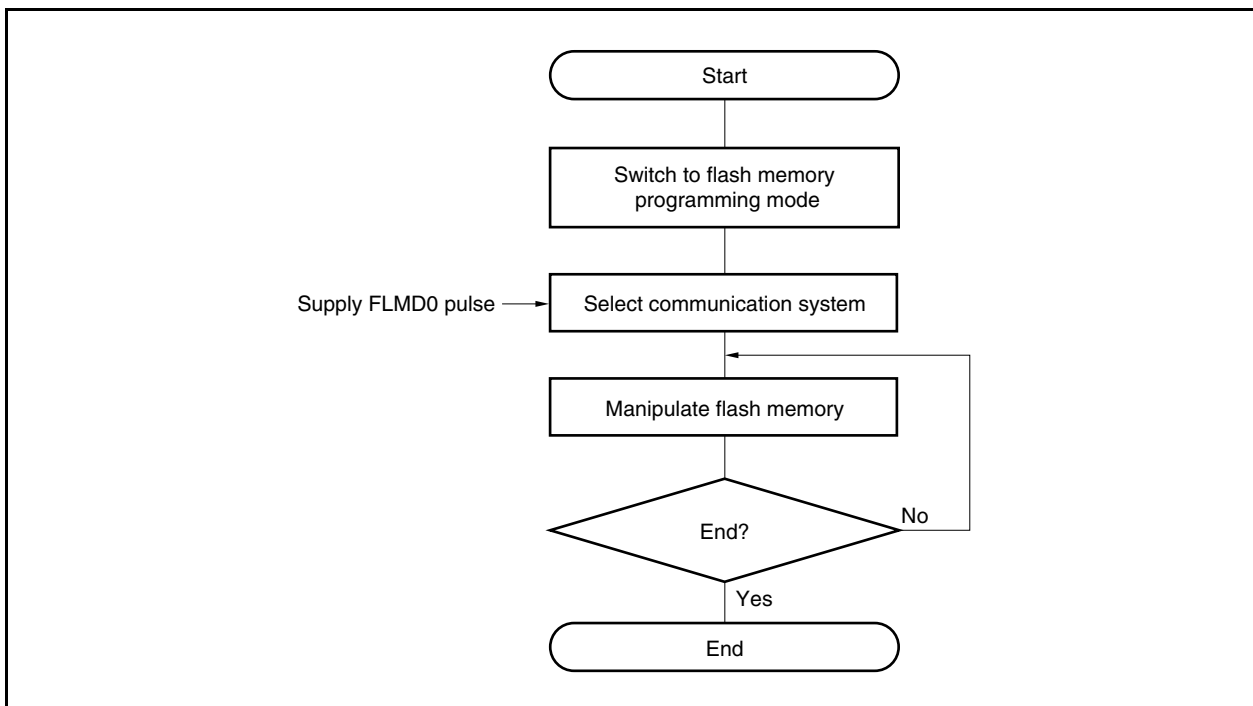 Start
Switch to flash memory
programming mode
Supply FLMD0 pulse
Select communication system
Manipulate flash memory
End?
No
Yes
End